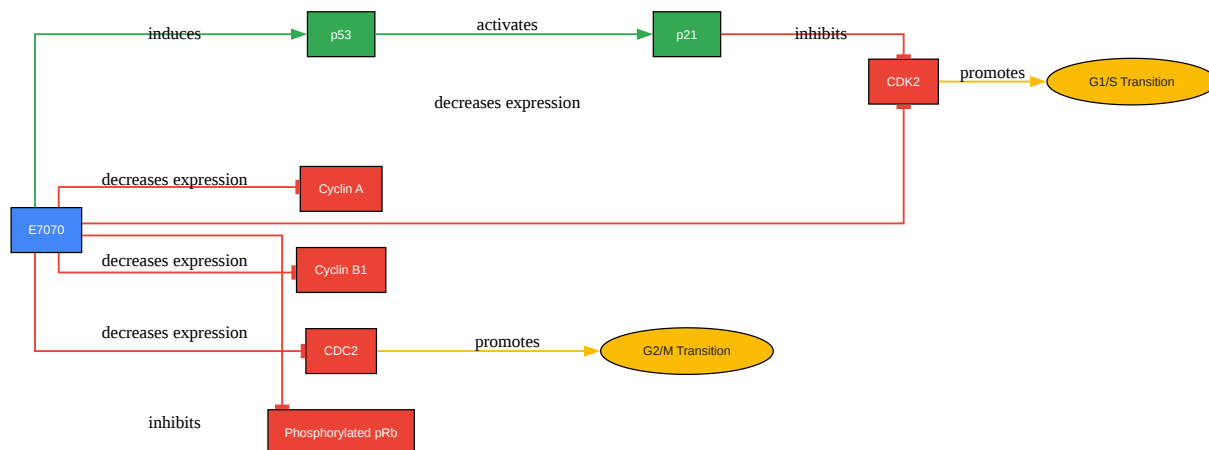 induces
p53
activates
p21
inhibits
CDK2
promotes
G1/S Transition
decreases expression
decreases expression
Cyclin A
E7070
decreases expression
Cyclin B1
decreases expression
CDC2
promotes
G2/M Transition
inhibits
Phosphorylated pRb